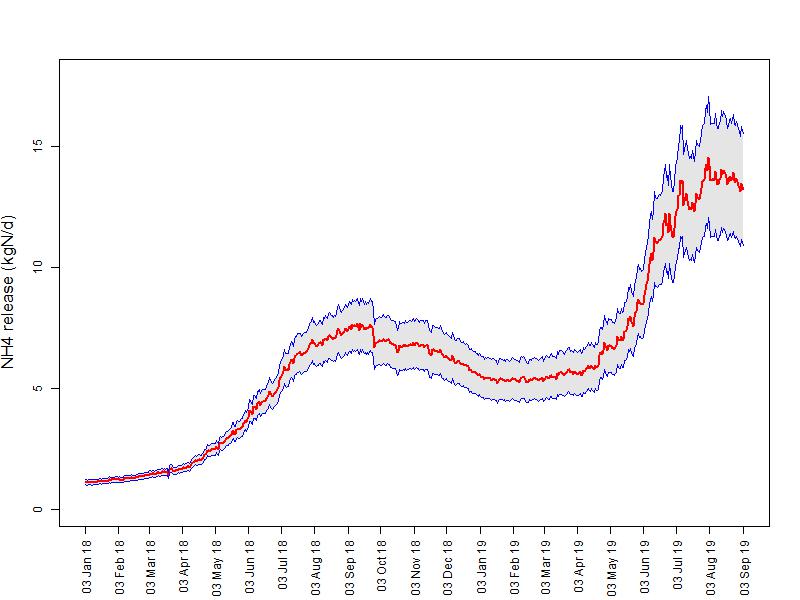 NH4 release (kgN/d)
15
10
5
0
03 Jan 18
03 Feb 18
03 Mar 18
03 Apr 18
03 May 18
03 Jun 18
03 Jul 18
03 Aug 18
03 Sep 18
03 Oct 18
03 Nov 18
03 Dec 18
03 Jan 19
03 Feb 19
03 Mar 19
03 Apr 19
03 May 19
03 Jun 19
03 Jul 19
03 Aug 19
03 Sep 19